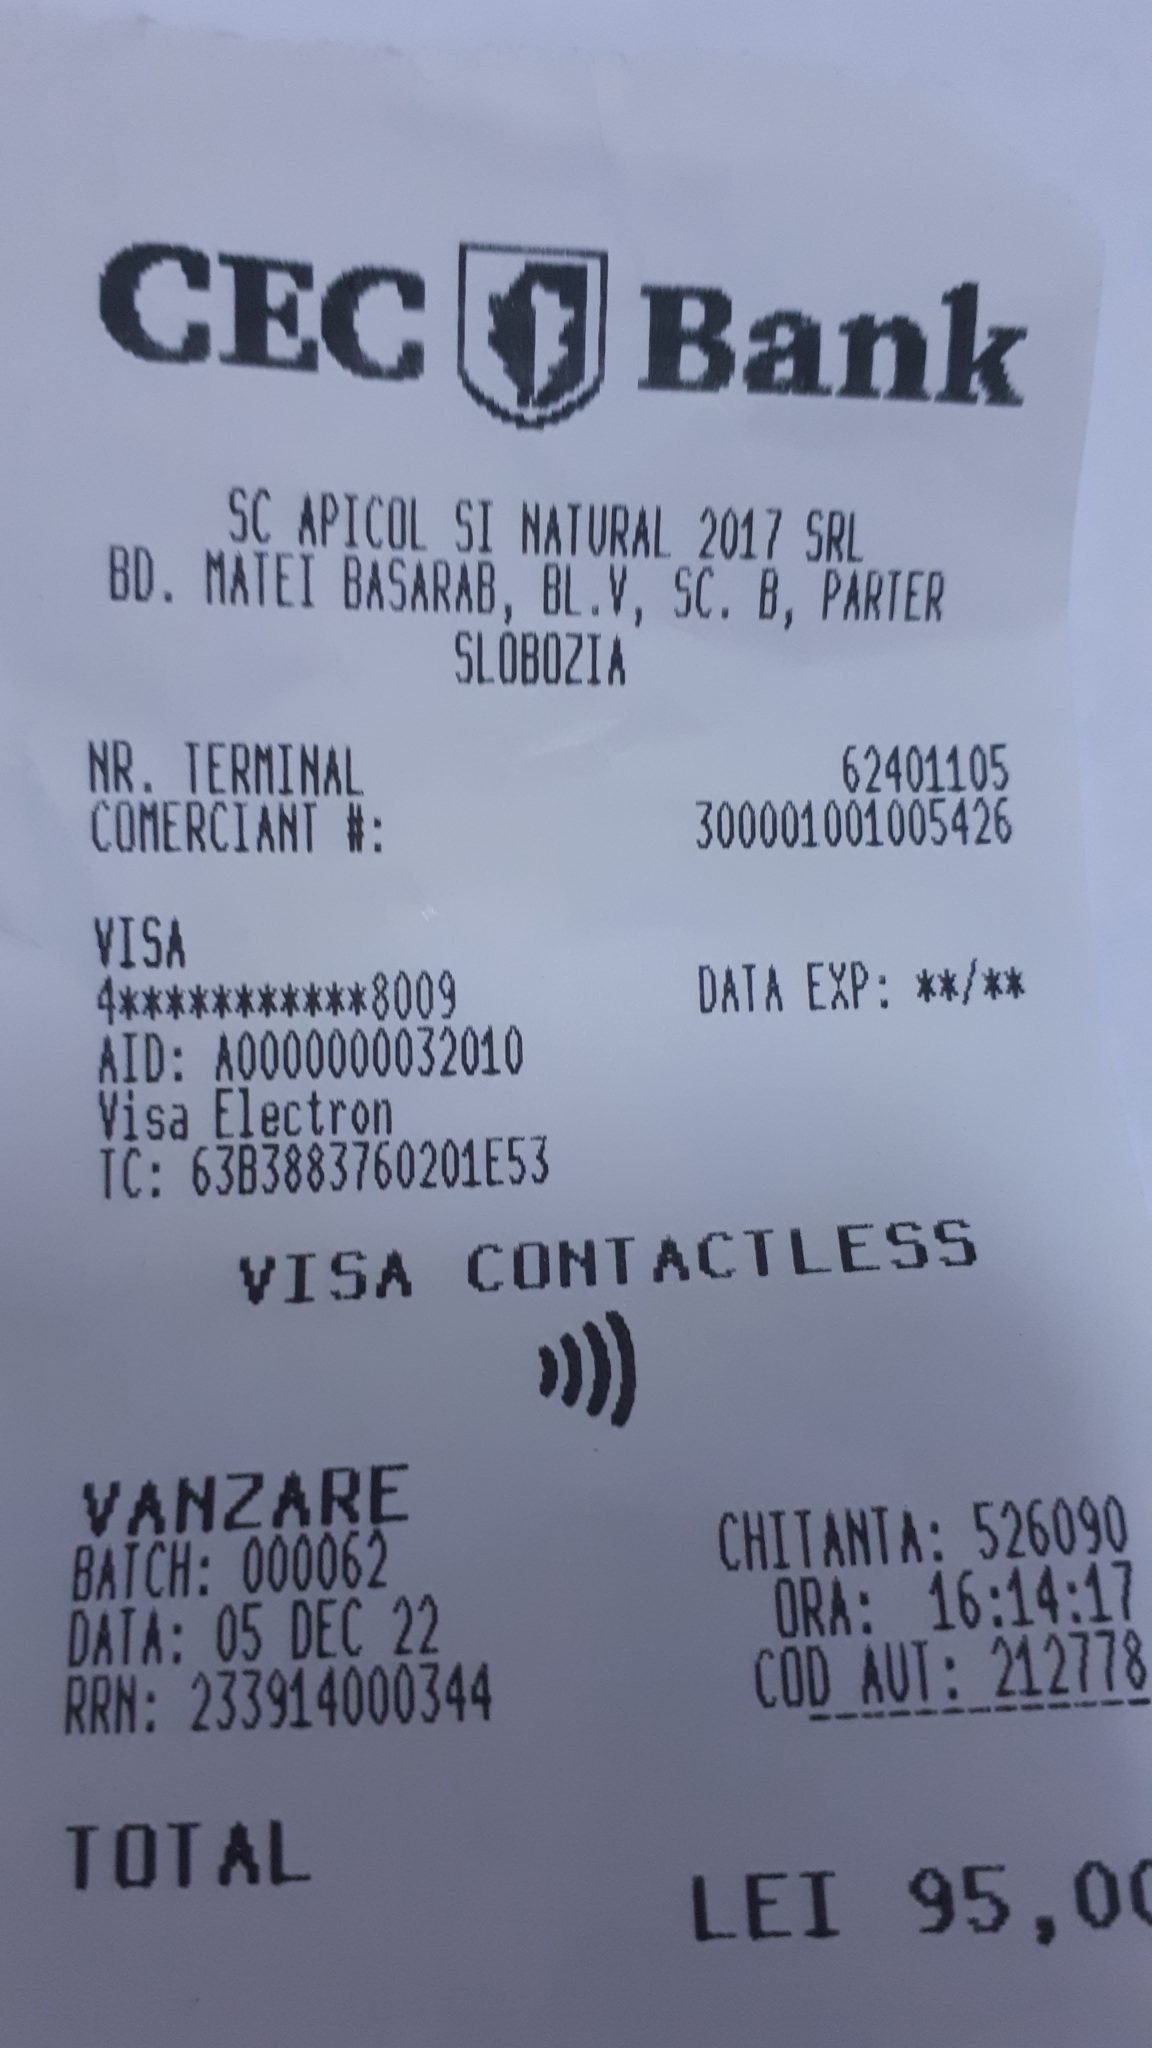 CEC Bank
SC APICOL SI NATURAL 2017 SRL
BD. MATEI BASARAB, BL.V, SC. B, PARTER
SLOBOZIA
NR. TERMINAL 62401105
COMERCIANT #: 300001001005426
VISA
4***********8009 DATA EXP: **/**
AID: A0000000032010
Visa Electron
TC: 63B3883760201E53
VISA CONTACTLESS
VANZARE
BATCH: 000062 CHITANTA: 526090
DATA: 05 DEC 22 ORA: 16:14:17
RRN: 233914000344 COD AUT: 212778
TOTAL
LEI 95,00